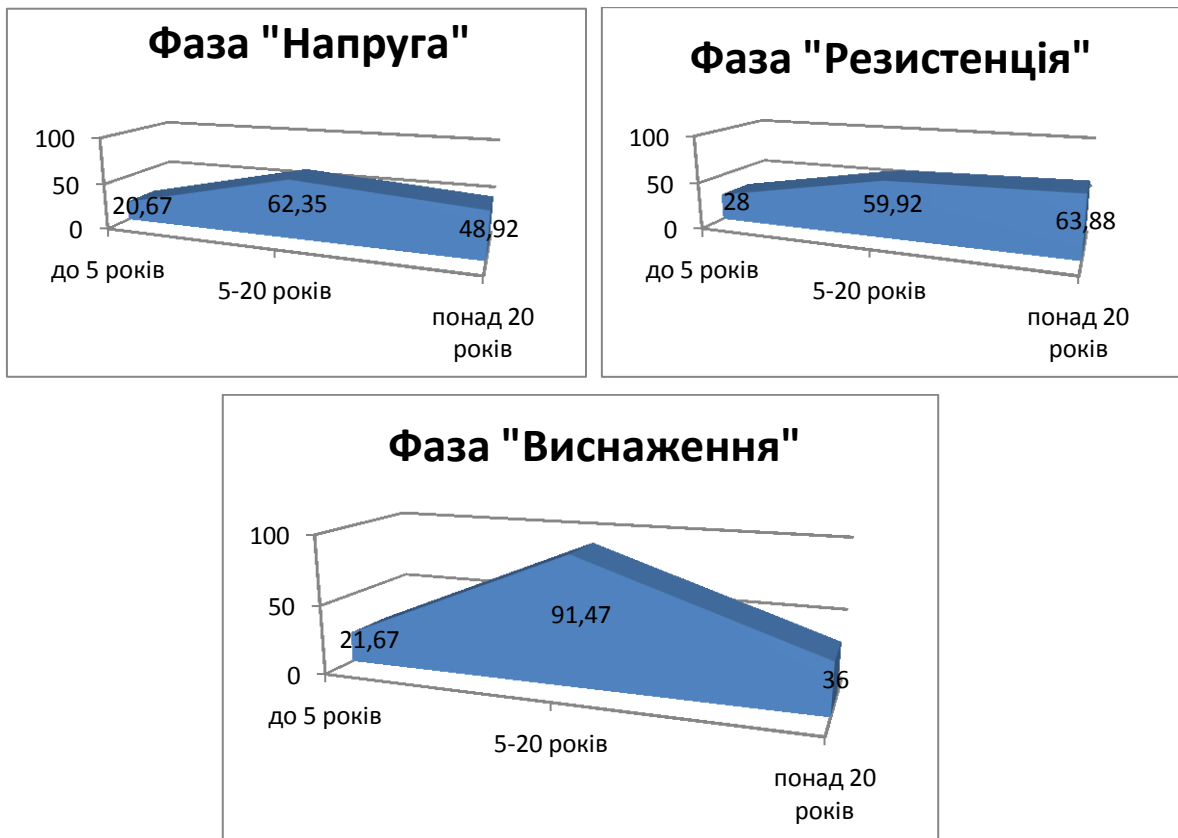 Фаза "Напруга"
100
50
0
20,67
62,35
48,92
до 5 років
5-20 років
понад 20
років
Фаза "Резистенція"
100
50
0
28
59,92
63,88
до 5 років
5-20 років
понад 20
років
Фаза "Виснаження"
100
50
0
21,67
91,47
36
до 5 років
5-20 років
понад 20
років